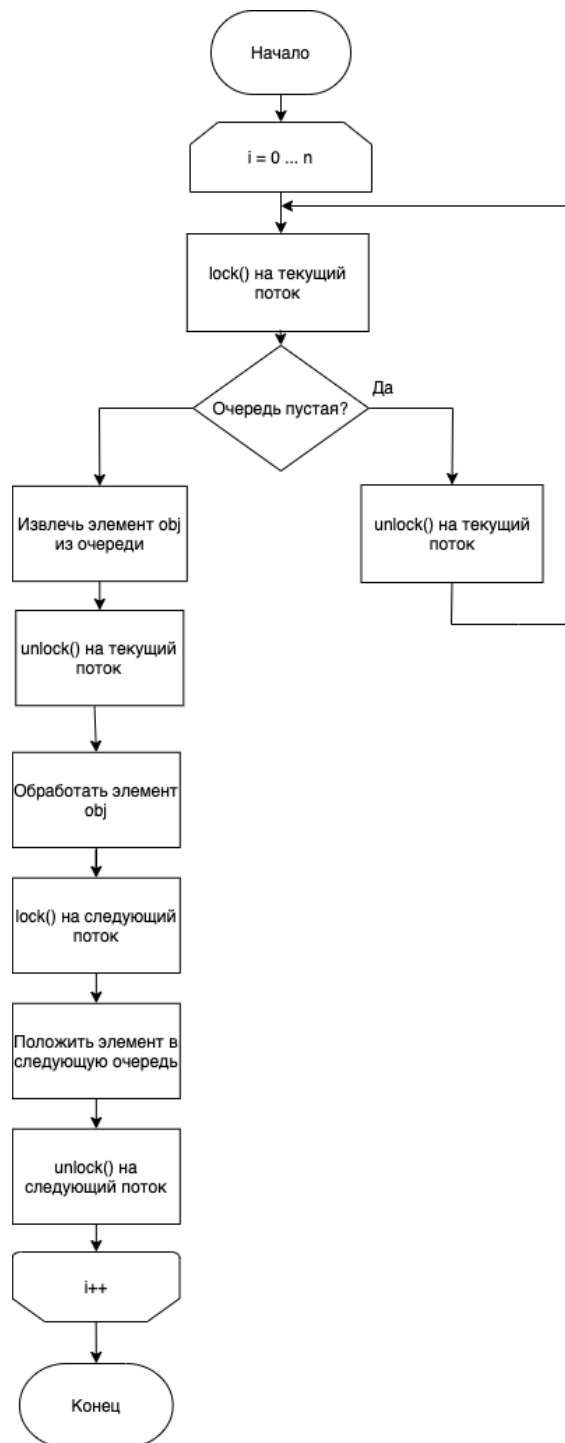 Начало
i = 0 ... n
lock() на текущий
поток
Очередь пустая?
Да
Извлечь элемент obj
из очереди
unlock() на текущий
поток
unlock() на текущий
поток
Обработать элемент
obj
lock() на следующий
поток
Положить элемент в
следующую очередь
unlock() на
следующий поток
i++
Конец